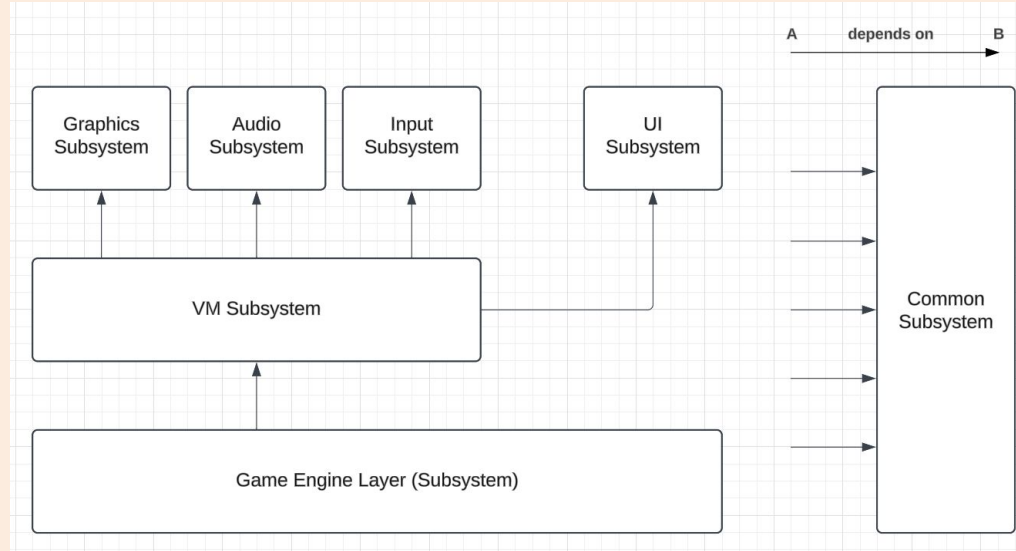 A depends on B
Graphics
Subsystem
Audio
Subsystem
Input
Subsystem
UI
Subsystem
VM Subsystem
Common
Subsystem
Game Engine Layer (Subsystem)